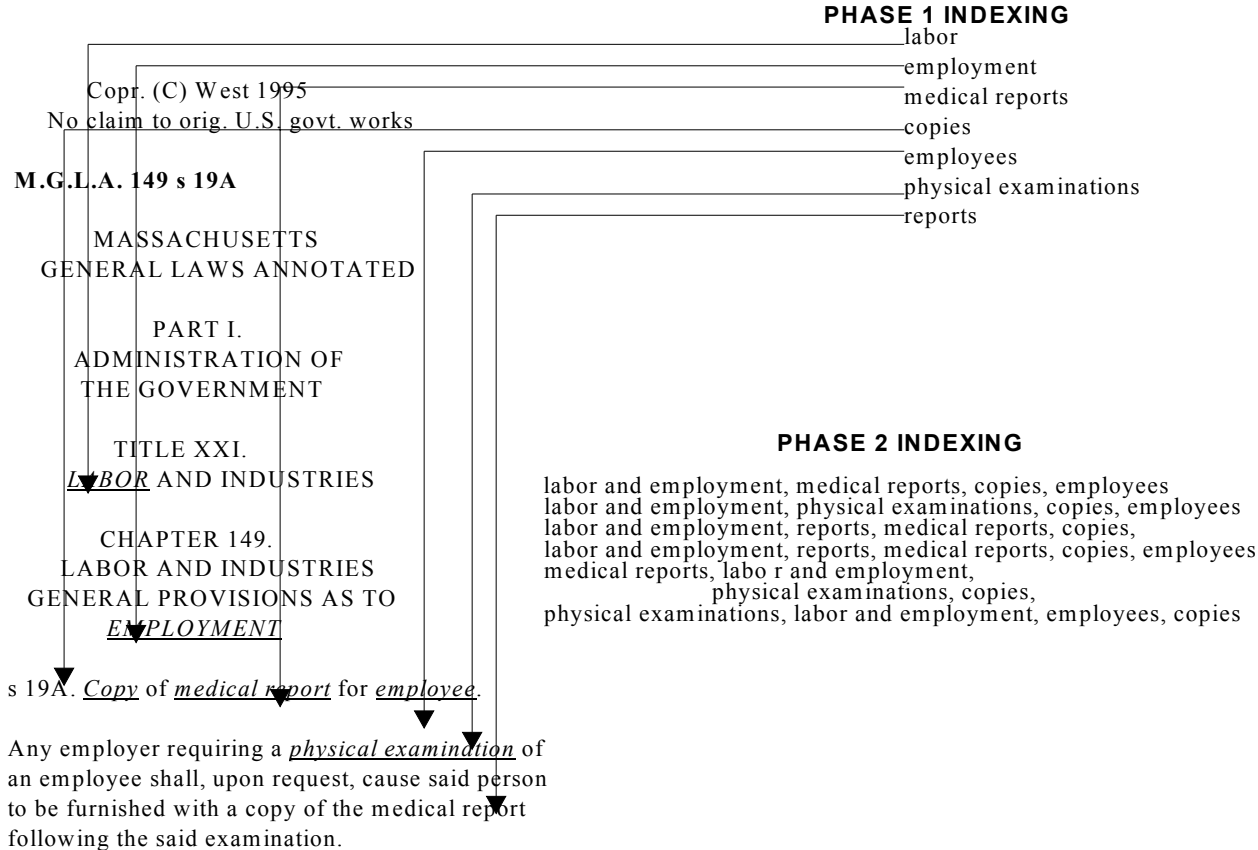 PHASE 1 INDEXING
labor
employment
medical reports
copies
employees
physical examinations
reports
Copr. (C) West 1995
No claim to orig. U.S. govt. works
M.G.L.A. 149 s 19A
MASSACHUSETTS
GENERAL LAWS ANNOTATED
PART I.
ADMINISTRATION OF
THE GOVERNMENT
TITLE XXI.
LABOR AND INDUSTRIES
CHAPTER 149.
LABOR AND INDUSTRIES
GENERAL PROVISIONS AS TO
EMPLOYMENT
s 19A. Copy of medical report for employee.
Any employer requiring a physical examination of
an employee shall, upon request, cause said person
to be furnished with a copy of the medical report
following the said examination.
PHASE 2 INDEXING
labor and employment, medical reports, copies, employees
labor and employment, physical examinations, copies, employees
labor and employment, reports, medical reports, copies,
labor and employment, reports, medical reports, copies, employees
medical reports, labo r and employment,
physical examinations, copies,
physical examinations, labor and employment, employees, copies